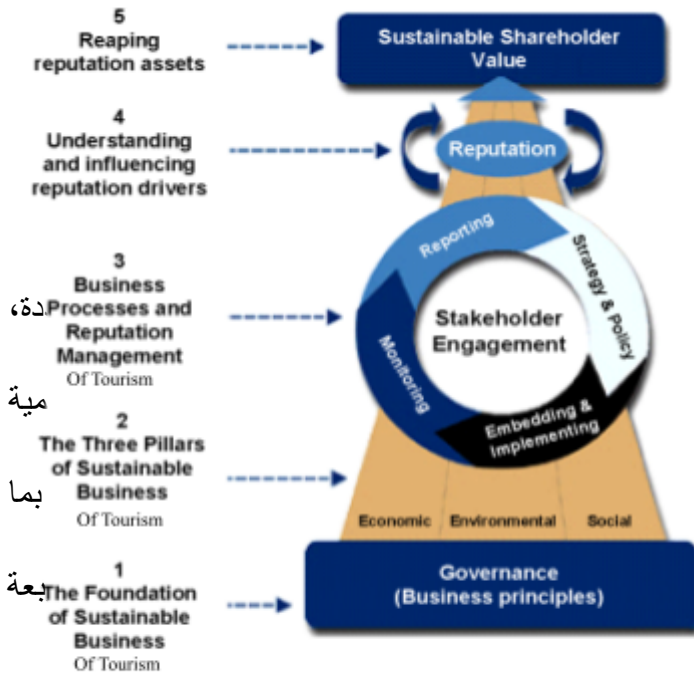 5
Reaping
reputation assets
Sustainable Shareholder
Value
4
Understanding
and influencing
reputation drivers
Reputation
3
Business
Processes and
Reputation
Management
Of Tourism
Reporting
Strategy & Policy
Stakeholder
Engagement
Monitoring
Embedding &
Implementing
2
The Three Pillars
of Sustainable
Business
Of Tourism
Economic Environmental Social
1
The Foundation
of Sustainable
Business
Of Tourism
Governance
(Business principles)
دة،
مية
بما
بعة